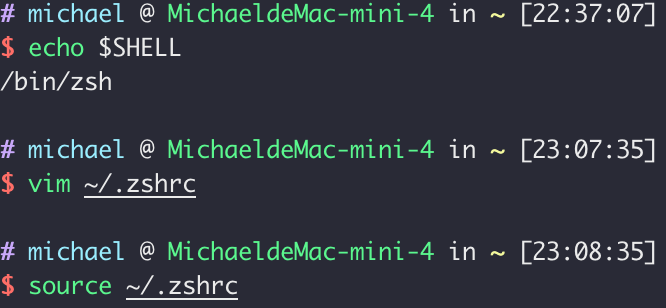 # michael @ MichaeldeMac-mini-4 in ~ [22:37:07]
$ echo $SHELL
/bin/zsh
# michael @ MichaeldeMac-mini-4 in ~ [23:07:35]
$ vim ~/.zshrc
# michael @ MichaeldeMac-mini-4 in ~ [23:08:35]
$ source ~/.zshrc